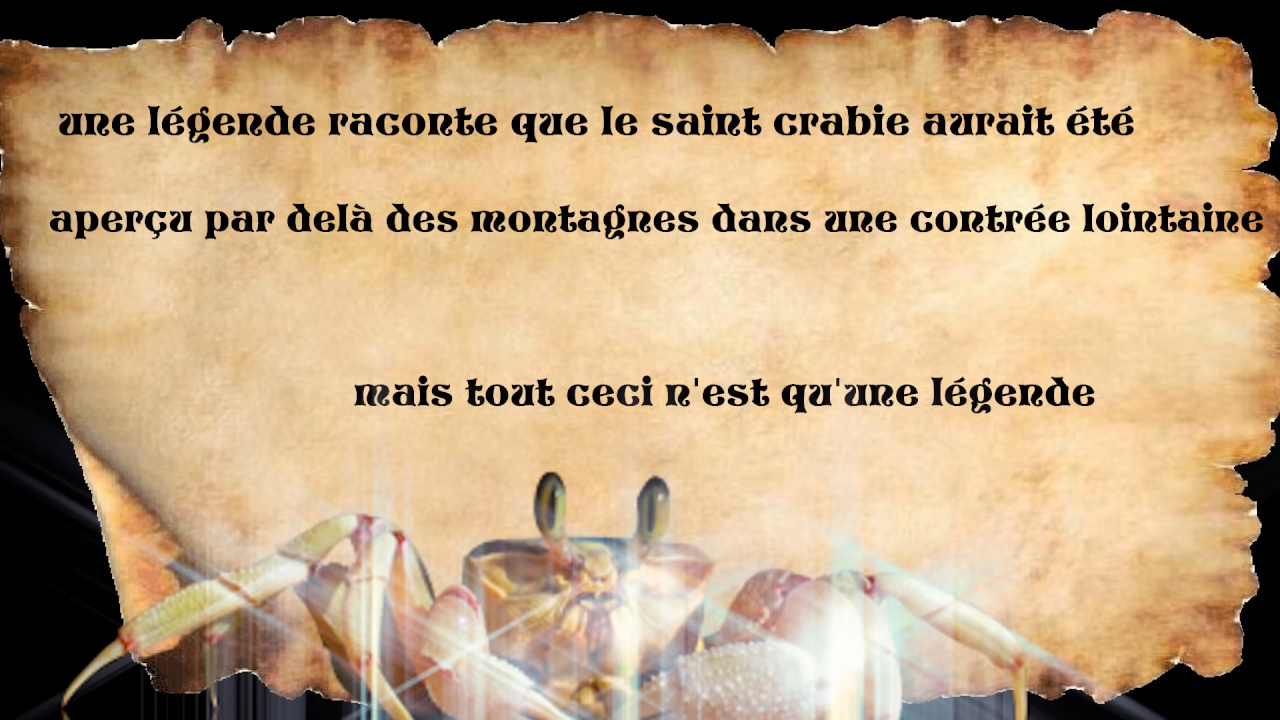 une légende raconte que le saint crabie aurait été
aperçu par delà des montagnes dans une contrée lointaine
mais tout ceci n'est qu'une légende